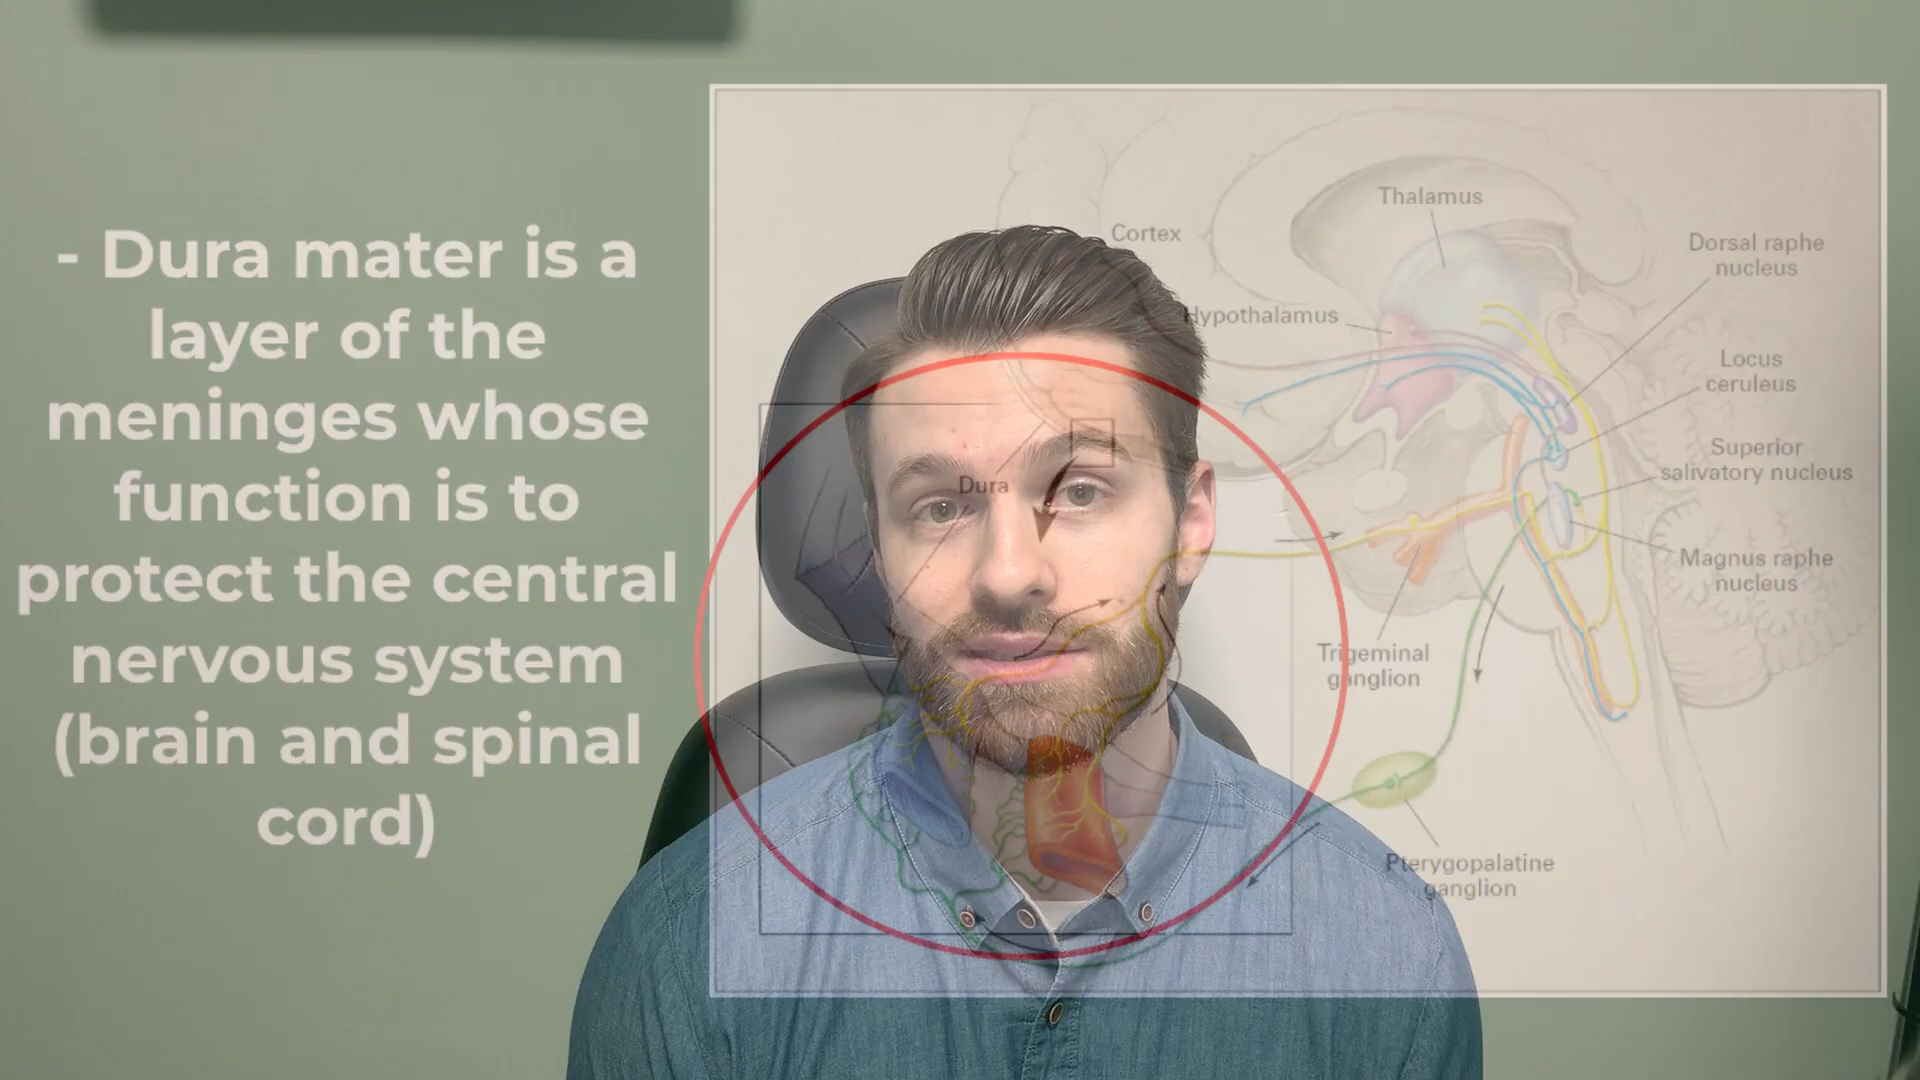 - Dura mater is a
layer of the
meninges whose
function is to
protect the central
nervous system
(brain and spinal
cord)
Thalamus
Cortex
Dorsal raphe
nucleus
Hypothalamus
Locus
ceruleus
Superior
salivatory nucleus
Dura
Magnus raphe
nucleus
Trigeminal
ganglion
Pterygopalatine
ganglion